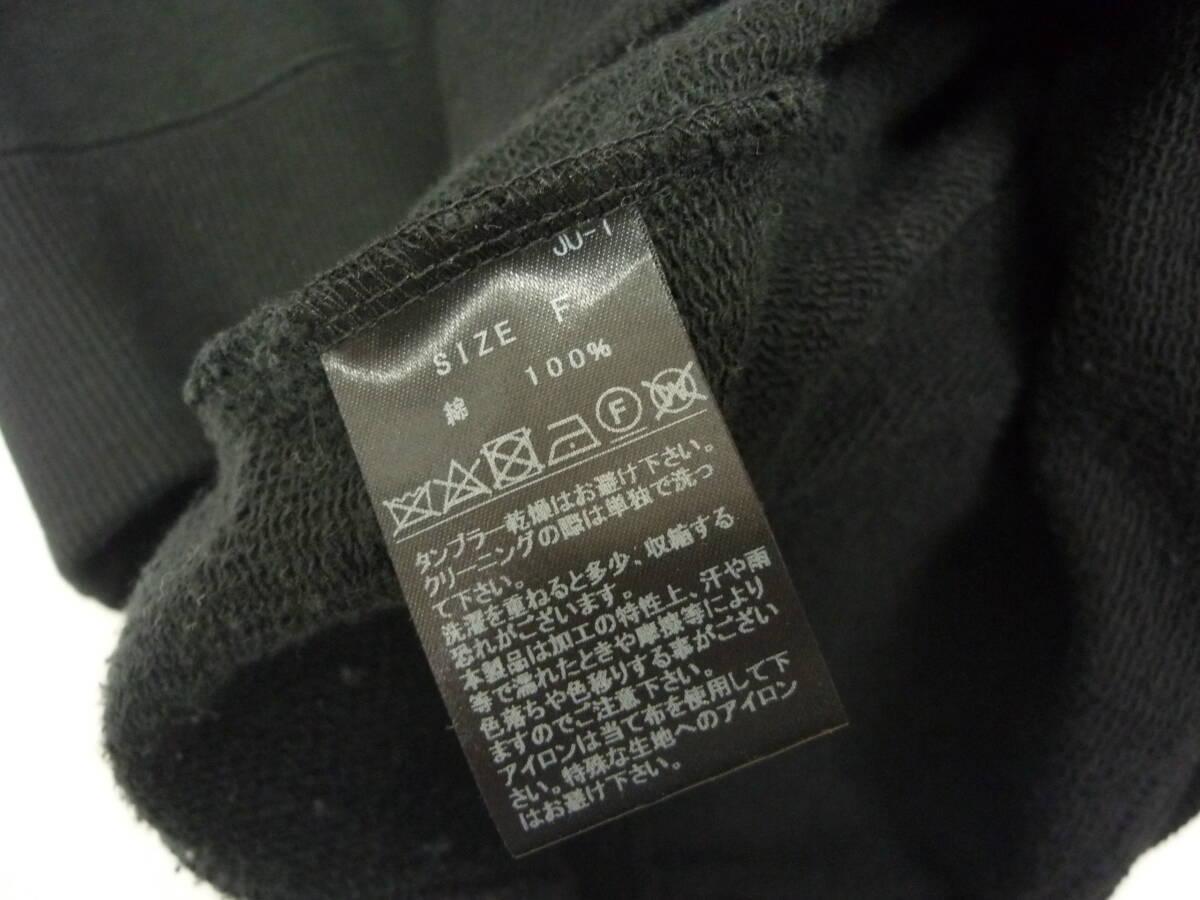 JU-1
SIZE F
綿 100%
F W
タンブラー乾燥はお避け下さい。
クリーニングの際は単独で洗っ
て下さい。
洗濯を重ねると多少、収縮する
恐れがございます。
本製品は加工の特性上、汗や雨
等で濡れたときや摩擦等により
色落ちや色移りする事がござい
ますのでご注意下さい。
アイロンは当て布を使用して下
さい。特殊な生地へのアイロン
はお避け下さい。